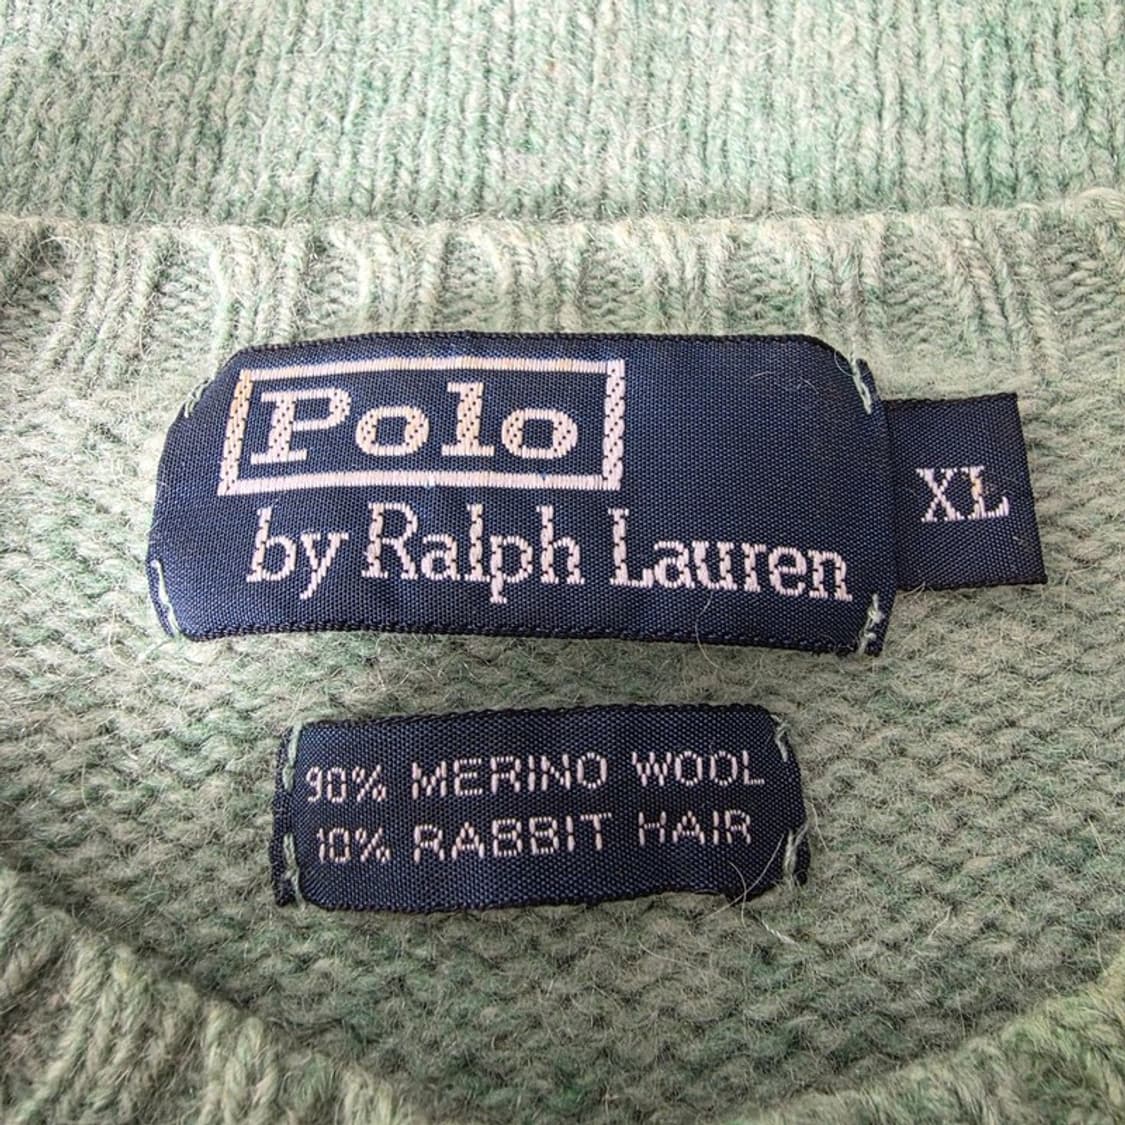 Polo
by Ralph Lauren
XL
90% MERINO WOOL
10% RABBIT HAIR